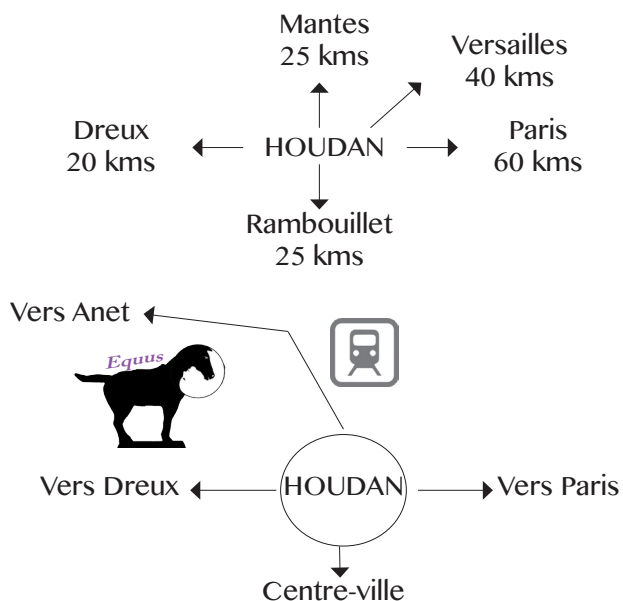 Mantes
25 kms
Versailles
40 kms
Dreux
20 kms
HOUDAN
Paris
60 kms
Rambouillet
25 kms
Vers Anet
Equus
Vers Dreux
HOUDAN
Vers Paris
Centre-ville